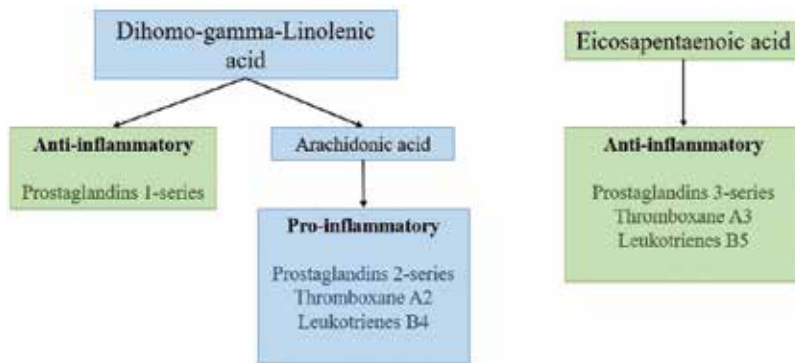 Dihomo-gamma-Linolenic
acid
Eicosapentaenoic acid
Anti-inflammatory
Prostaglandins 1-series
Arachidonic acid
Pro-inflammatory
Prostaglandins 2-series
Thromboxane A2
Leukotrienes B4
Anti-inflammatory
Prostaglandins 3-series
Thromboxane A3
Leukotrienes B5